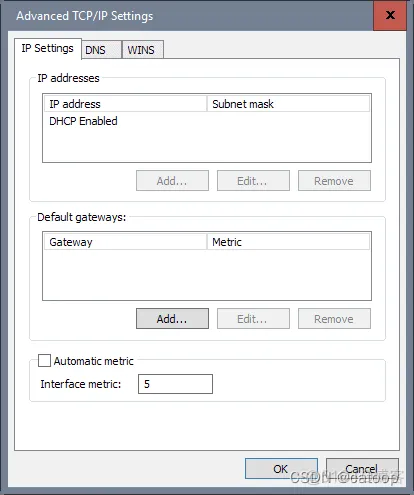 Advanced TCP/IP Settings
IP Settings DNS WINS
IP addresses
IP address Subnet mask
DHCP Enabled
Add... Edit... Remove
Default gateways:
Gateway Metric
Add... Edit... Remove
Automatic metric
Interface metric: 5
OK Cancel
CSDN @catoop